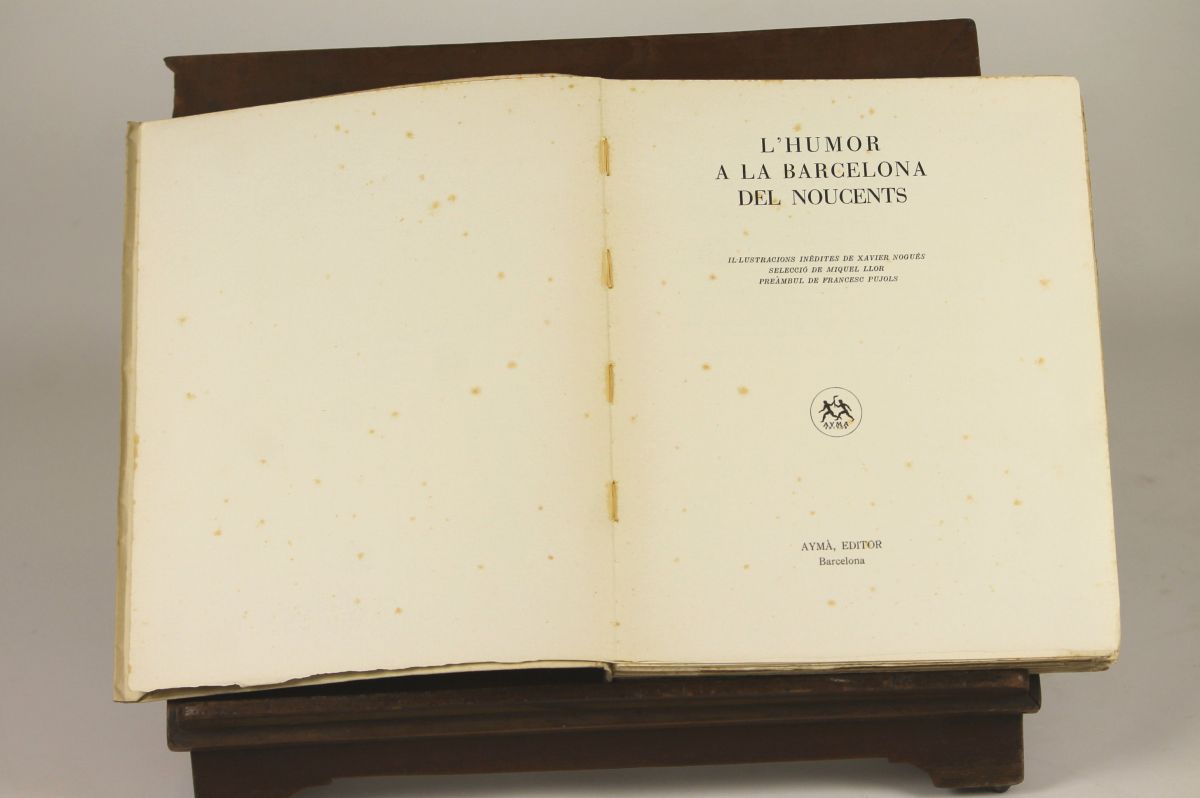 L'HUMOR
A LA BARCELONA
DEL NOUCENTS
IL·LUSTRACIONS INÈDITES DE XAVIER NOGUÉS
SELECCIÓ DE MIQUEL LLOR
PREÀMBUL DE FRANCESC PUJOLS
AYMÀ
AYMÀ, EDITOR
Barcelona